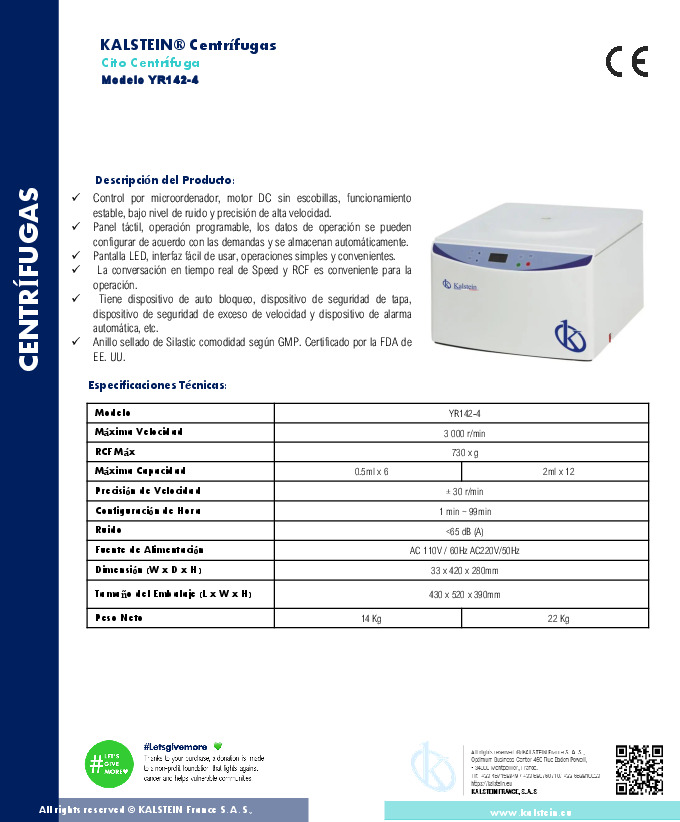 KALSTEIN® Centrífugas
Cito Centrífuga
Modelo YR142-4
CE
CENTRÍFUGAS
Descripción del Producto:
✓ Control por microordenador, motor DC sin escobillas, funcionamiento
estable, bajo nivel de ruido y precisión de alta velocidad.
✓ Panel táctil, operación programable, los datos de operación se pueden
configurar de acuerdo con las demandas y se almacenan automáticamente.
✓ Pantalla LED, interfaz fácil de usar, operaciones simples y convenientes.
✓ La conversación en tiempo real de Speed y RCF es conveniente para la
operación.
✓ Tiene dispositivo de auto bloqueo, dispositivo de seguridad de tapa,
dispositivo de seguridad de exceso de velocidad y dispositivo de alarma
automática, etc.
✓ Anillo sellado de Silastic comodidad según GMP. Certificado por la FDA de
EE. UU.
Kalstein
Especificaciones Técnicas:
Modelo YR142-4
Máxima Velocidad 3 000 r/min
RCF Máx 730 x g
Máxima Capacidad 0.5ml x 6 2ml x 12
Precisión de Velocidad ± 30 r/min
Configuración de Hora 1 min – 99min
Ruido <65 dB (A)
Fuente de Alimentación AC 110V / 60Hz AC220V/50Hz
Dimensión (W x D x H) 33 x 420 x 280mm
Tamaño del Embalaje (L x W x H) 430 x 520 x 390mm
Peso Neto 14 Kg 22 Kg
# LET'S
GIVE
MORE
#Letsgivemore
Thanks to your purchase, a donation is made
to a non-profit foundation that fights against
cancer and helps vulnerable communities
All rights reserved © KALSTEIN France S. A. S.,
Optimum Business Center 450 Rue Baden Powell,
34000 Montpellier, France.
https://kalstein.eu
KALSTEIN FRANCE, S.A.S
All rights reserved © KALSTEIN France S. A. S.,
www.kalstein.eu